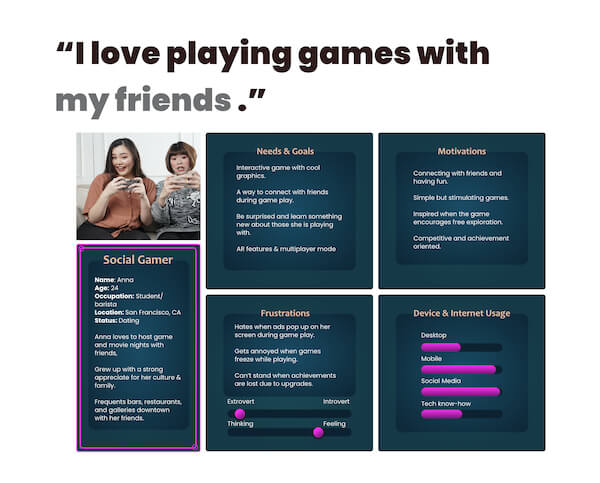 “I love playing games with
my friends .”
Social Gamer
Name: Anna
Age: 24
Occupation: Student/
barista
Location: San Francisco, CA
Status: Dating
Anna loves to host game
and movie nights with
friends.
Grew up with a strong
appreciate for her culture &
family.
Frequents bars, restaurants,
and galleries downtown
with her friends.
Needs & Goals
Interactive game with cool
graphics.
A way to connect with friends
during game play.
Be surprised and learn something
new about those she is playing
with.
AR features & multiplayer mode
Motivations
Connecting with friends and
having fun.
Simple but stimulating games.
Inspired when the game
encourages free exploration.
Competitive and achievement
oriented.
Frustrations
Hates when ads pop up on her
screen during game play.
Gets annoyed when games
freeze while playing.
Can’t stand when achievements
are lost due to upgrades.
Extrovert Introvert
Thinking Feeling
Device & Internet Usage
Desktop
Mobile
Social Media
Tech know-how